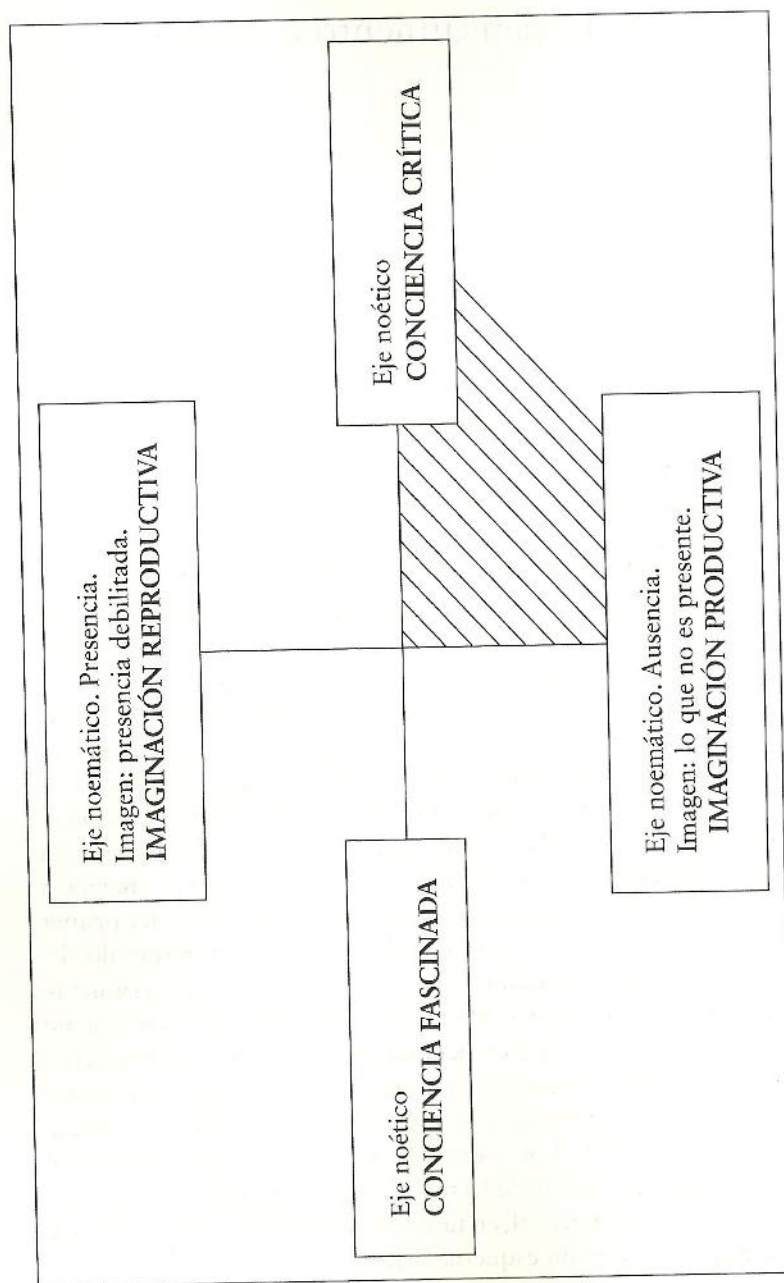 Eje noemático. Presencia.
Imagen: presencia debilitada.
IMAGINACIÓN REPRODUCTIVA
Eje noético
CONCIENCIA FASCINADA
Eje noético
CONCIENCIA CRÍTICA
Eje noemático. Ausencia.
Imagen: lo que no es presente.
IMAGINACIÓN PRODUCTIVA